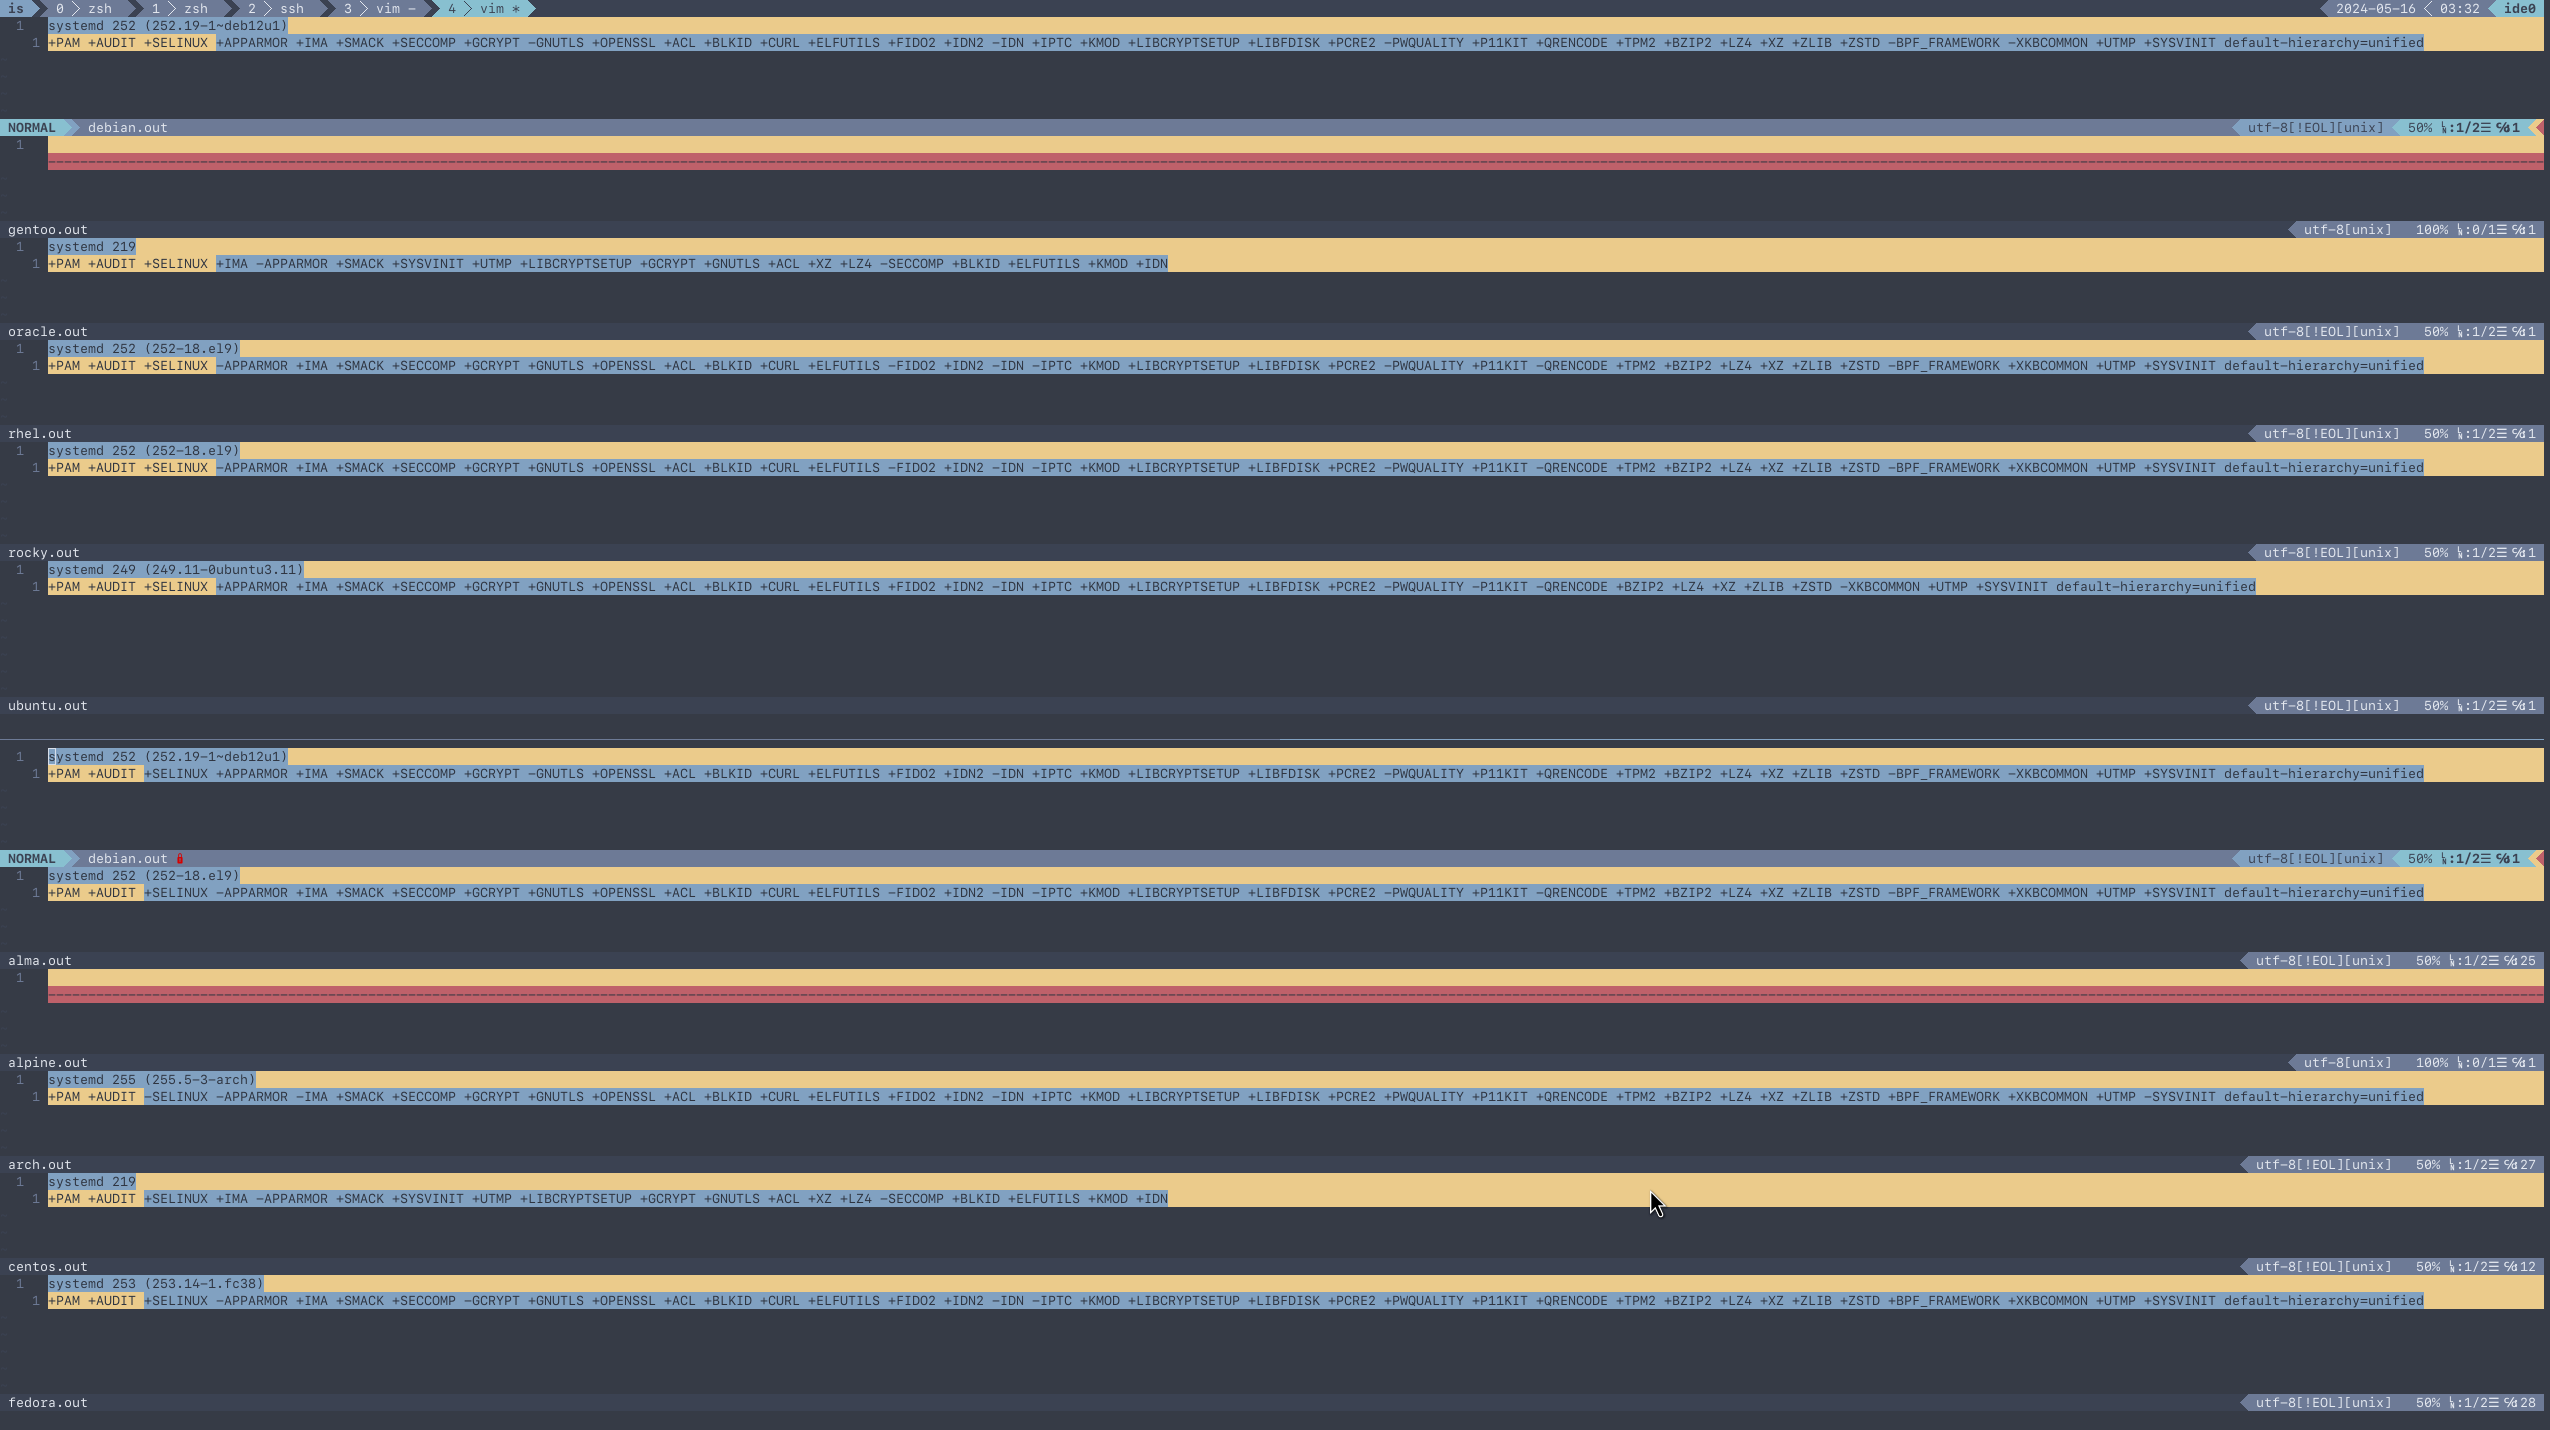 is 0 zsh 1 zsh 2 ssh 3 vim - 4 vim * 2024-05-16 03:32 ide0
1 systemd 252 (252.19-1~deb12u1)
1 +PAM +AUDIT +SELINUX +APPARMOR +IMA +SMACK +SECCOMP +GCRYPT -GNUTLS +OPENSSL +ACL +BLKID +CURL +ELFUTILS +FIDO2 +IDN2 -IDN +IPTC +KMOD +LIBCRYPTSETUP +LIBFDISK +PCRE2 -PWQUALITY +P11KIT +QRENCODE +TPM2 +BZIP2 +LZ4 +XZ +ZLIB +ZSTD -BPF_FRAMEWORK -XKBCOMMON +UTMP +SYSVINIT default-hierarchy=unified
NORMAL debian.out utf-8[!EOL][unix] 50% ㏑:1/2☰ ℅:1
1
gentoo.out utf-8[unix] 100% ㏑:0/1☰ ℅:1
1 systemd 219
1 +PAM +AUDIT +SELINUX +IMA -APPARMOR +SMACK +SYSVINIT +UTMP +LIBCRYPTSETUP +GCRYPT +GNUTLS +ACL +XZ +LZ4 -SECCOMP +BLKID +ELFUTILS +KMOD +IDN
oracle.out utf-8[!EOL][unix] 50% ㏑:1/2☰ ℅:1
1 systemd 252 (252-18.el9)
1 +PAM +AUDIT +SELINUX -APPARMOR +IMA +SMACK +SECCOMP +GCRYPT +GNUTLS +OPENSSL +ACL +BLKID +CURL +ELFUTILS -FIDO2 +IDN2 -IDN -IPTC +KMOD +LIBCRYPTSETUP +LIBFDISK +PCRE2 -PWQUALITY +P11KIT -QRENCODE +TPM2 +BZIP2 +LZ4 +XZ +ZLIB +ZSTD -BPF_FRAMEWORK +XKBCOMMON +UTMP +SYSVINIT default-hierarchy=unified
rhel.out utf-8[!EOL][unix] 50% ㏑:1/2☰ ℅:1
1 systemd 252 (252-18.el9)
1 +PAM +AUDIT +SELINUX -APPARMOR +IMA +SMACK +SECCOMP +GCRYPT +GNUTLS +OPENSSL +ACL +BLKID +CURL +ELFUTILS -FIDO2 +IDN2 -IDN -IPTC +KMOD +LIBCRYPTSETUP +LIBFDISK +PCRE2 -PWQUALITY +P11KIT -QRENCODE +TPM2 +BZIP2 +LZ4 +XZ +ZLIB +ZSTD -BPF_FRAMEWORK +XKBCOMMON +UTMP +SYSVINIT default-hierarchy=unified
rocky.out utf-8[!EOL][unix] 50% ㏑:1/2☰ ℅:1
1 systemd 249 (249.11-0ubuntu3.11)
1 +PAM +AUDIT +SELINUX +APPARMOR +IMA +SMACK +SECCOMP +GCRYPT +GNUTLS +OPENSSL +ACL +BLKID +CURL +ELFUTILS +FIDO2 +IDN2 -IDN +IPTC +KMOD +LIBCRYPTSETUP +LIBFDISK +PCRE2 -PWQUALITY -P11KIT -QRENCODE +BZIP2 +LZ4 +XZ +ZLIB +ZSTD -XKBCOMMON +UTMP +SYSVINIT default-hierarchy=unified
ubuntu.out utf-8[!EOL][unix] 50% ㏑:1/2☰ ℅:1
1 systemd 252 (252.19-1~deb12u1)
1 +PAM +AUDIT +SELINUX +APPARMOR +IMA +SMACK +SECCOMP +GCRYPT -GNUTLS +OPENSSL +ACL +BLKID +CURL +ELFUTILS +FIDO2 +IDN2 -IDN +IPTC +KMOD +LIBCRYPTSETUP +LIBFDISK +PCRE2 -PWQUALITY +P11KIT +QRENCODE +TPM2 +BZIP2 +LZ4 +XZ +ZLIB +ZSTD -BPF_FRAMEWORK -XKBCOMMON +UTMP +SYSVINIT default-hierarchy=unified
NORMAL debian.out utf-8[!EOL][unix] 50% ㏑:1/2☰ ℅:1
1 systemd 252 (252-18.el9)
1 +PAM +AUDIT +SELINUX -APPARMOR +IMA +SMACK +SECCOMP +GCRYPT +GNUTLS +OPENSSL +ACL +BLKID +CURL +ELFUTILS -FIDO2 +IDN2 -IDN -IPTC +KMOD +LIBCRYPTSETUP +LIBFDISK +PCRE2 -PWQUALITY +P11KIT -QRENCODE +TPM2 +BZIP2 +LZ4 +XZ +ZLIB +ZSTD -BPF_FRAMEWORK +XKBCOMMON +UTMP +SYSVINIT default-hierarchy=unified
alma.out utf-8[!EOL][unix] 50% ㏑:1/2☰ ℅:25
1
alpine.out utf-8[unix] 100% ㏑:0/1☰ ℅:1
1 systemd 255 (255.5-3-arch)
1 +PAM +AUDIT -SELINUX -APPARMOR -IMA +SMACK +SECCOMP +GCRYPT +GNUTLS +OPENSSL +ACL +BLKID +CURL +ELFUTILS +FIDO2 +IDN2 -IDN +IPTC +KMOD +LIBCRYPTSETUP +LIBFDISK +PCRE2 +PWQUALITY +P11KIT +QRENCODE +TPM2 +BZIP2 +LZ4 +XZ +ZLIB +ZSTD +BPF_FRAMEWORK +XKBCOMMON +UTMP -SYSVINIT default-hierarchy=unified
arch.out utf-8[!EOL][unix] 50% ㏑:1/2☰ ℅:27
1 systemd 219
1 +PAM +AUDIT +SELINUX +IMA -APPARMOR +SMACK +SYSVINIT +UTMP +LIBCRYPTSETUP +GCRYPT +GNUTLS +ACL +XZ +LZ4 -SECCOMP +BLKID +ELFUTILS +KMOD +IDN
centos.out utf-8[!EOL][unix] 50% ㏑:1/2☰ ℅:12
1 systemd 253 (253.14-1.fc38)
1 +PAM +AUDIT +SELINUX -APPARMOR +IMA +SMACK +SECCOMP -GCRYPT +GNUTLS +OPENSSL +ACL +BLKID +CURL +ELFUTILS +FIDO2 +IDN2 -IDN -IPTC +KMOD +LIBCRYPTSETUP +LIBFDISK +PCRE2 +PWQUALITY +P11KIT +QRENCODE +TPM2 +BZIP2 +LZ4 +XZ +ZLIB +ZSTD +BPF_FRAMEWORK +XKBCOMMON +UTMP +SYSVINIT default-hierarchy=unified
fedora.out utf-8[!EOL][unix] 50% ㏑:1/2☰ ℅:28